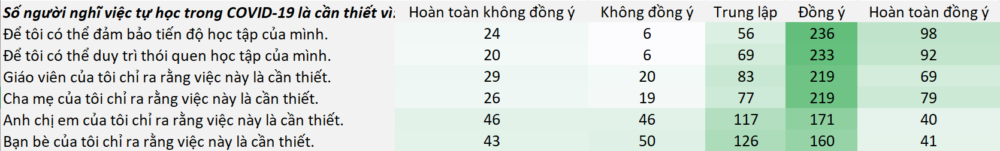 Số người nghĩ việc tự học trong COVID-19 là cần thiết vì: Hoàn toàn không đồng ý Không đồng ý Trung lập Đồng ý Hoàn toàn đồng ý
Để tôi có thể đảm bảo tiến độ học tập của mình. 24 6 56 236 98
Để tôi có thể duy trì thói quen học tập của mình. 20 6 69 233 92
Giáo viên của tôi chỉ ra rằng việc này là cần thiết. 29 20 83 219 69
Cha mẹ của tôi chỉ ra rằng việc này là cần thiết. 26 19 77 219 79
Anh chị em của tôi chỉ ra rằng việc này là cần thiết. 46 46 117 171 40
Bạn bè của tôi chỉ ra rằng việc này là cần thiết. 43 50 126 160 41